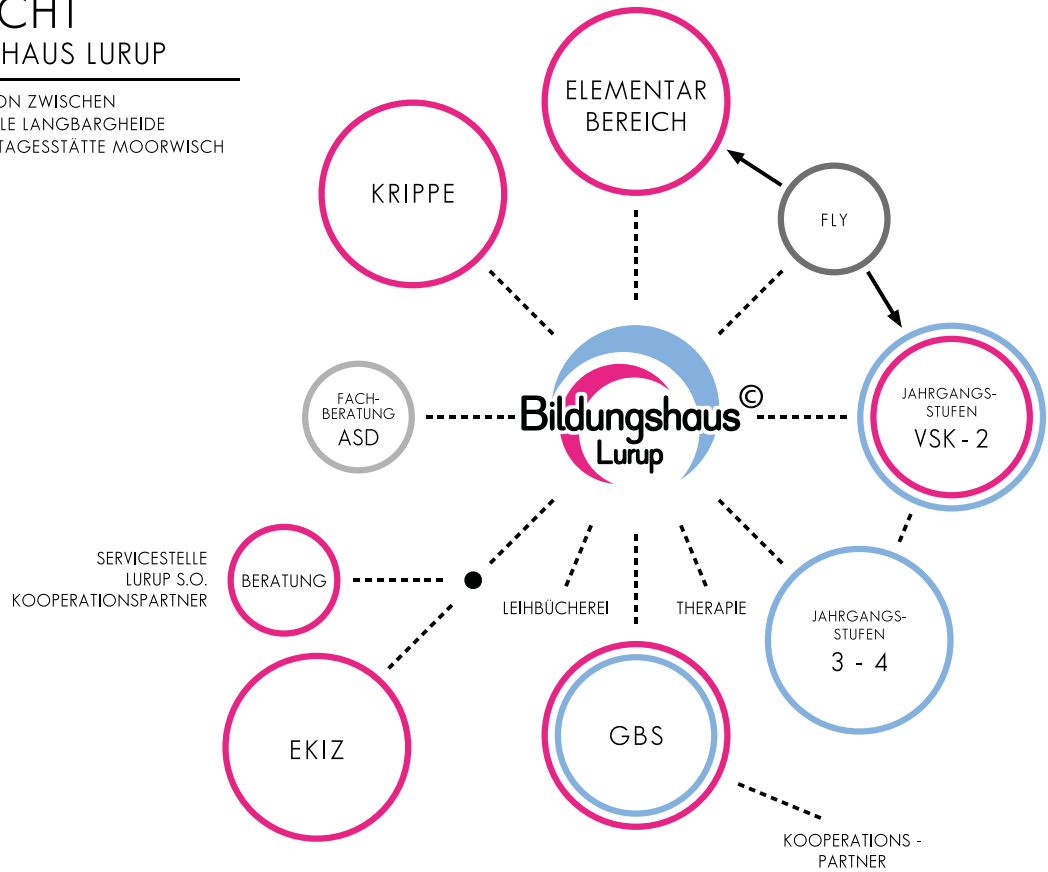 CHT
HAUS LURUP
ON ZWISCHEN
LE LANGBARGHEIDE
TAGESSTÄTTE MOORWISCH
ELEMENTAR
BEREICH
KRIPPE
FLY
FACH-
BERATUNG
ASD
Bildungshaus ©
Lurup
JAHRGANGS-
STUFEN
VSK - 2
SERVICESTELLE
LURUP S.O.
KOOPERATIONSPARTNER
BERATUNG
LEIHBÜCHEREI
THERAPIE
JAHRGANGS-
STUFEN
3 - 4
EKIZ
GBS
KOOPERATIONS -
PARTNER